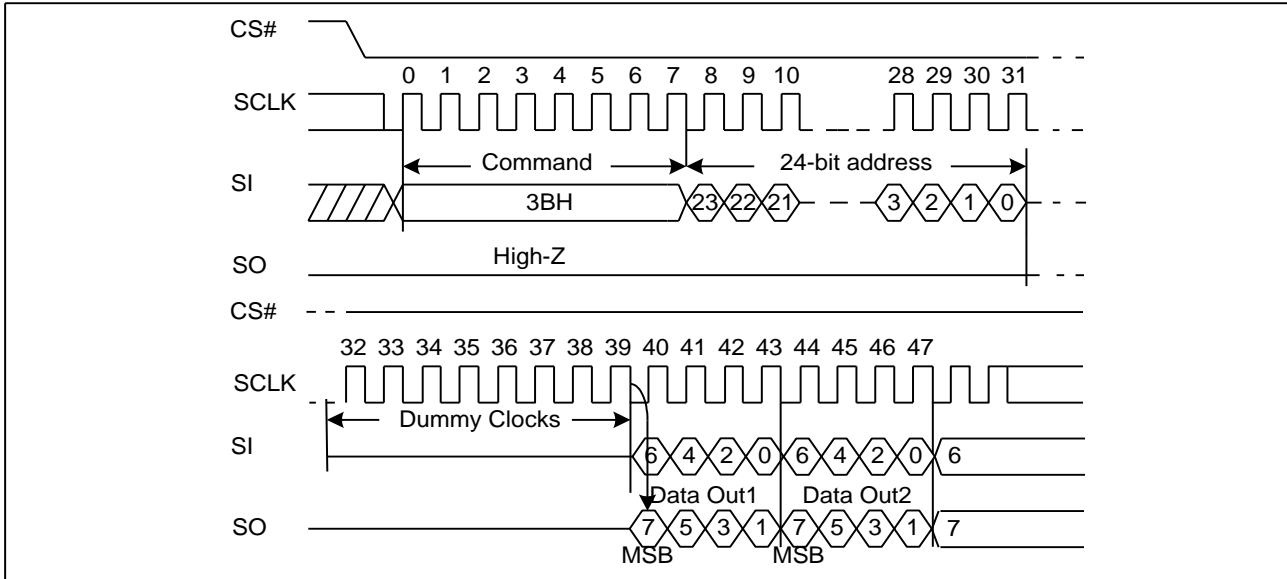 CS#
0 1 2 3 4 5 6 7 8 9 10 28 29 30 31
SCLK
Command 24-bit address
SI
3BH 23 22 21 3 2 1 0
High-Z
SO
CS#
32 33 34 35 36 37 38 39 40 41 42 43 44 45 46 47
SCLK
Dummy Clocks
SI
6 4 2 0 6 4 2 0 6
Data Out1 Data Out2
SO
7 5 3 1 7 5 3 1 7
MSB MSB